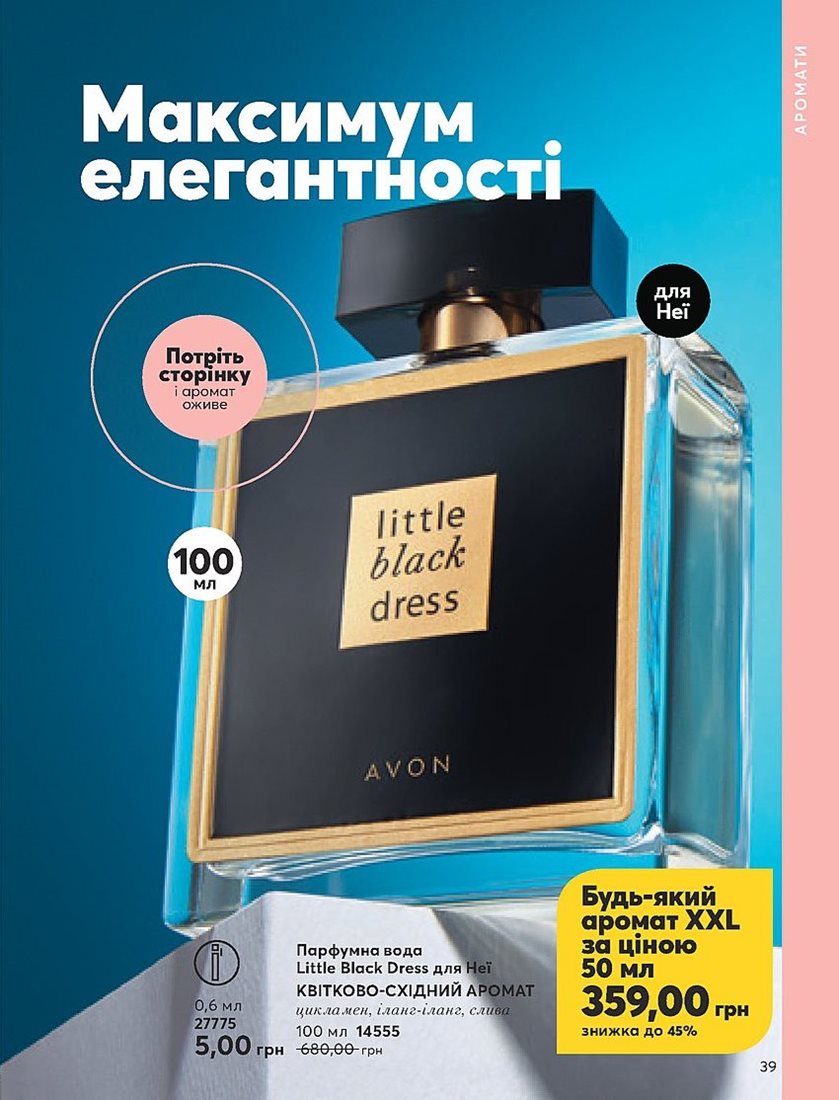 АРОМАТИ
Максимум
елегантності
для
Неї
Потріть
сторінку
і аромат
оживе
100
мл
little
black
dress
AVON
Будь-який
аромат XXL
за ціною
50 мл
359,00 грн
знижка до 45%
Парфумна вода
Little Black Dress для Неї
КВІТКОВО-СХІДНИЙ АРОМАТ
цикламен, іланг-іланг, слива
100 мл 14555
680,00 грн
0,6 мл
27775
5,00 грн
39